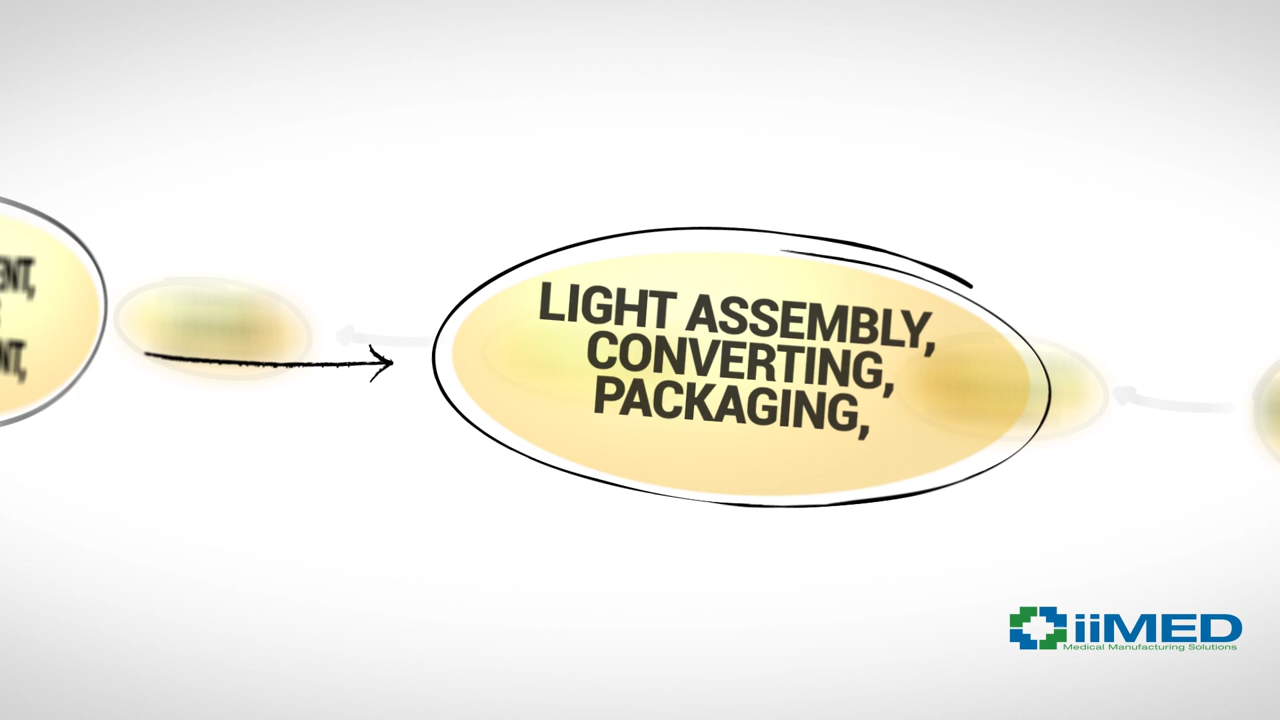 LIGHT ASSEMBLY,
CONVERTING,
PACKAGING,
iiMED
Medical Manufacturing Solutions